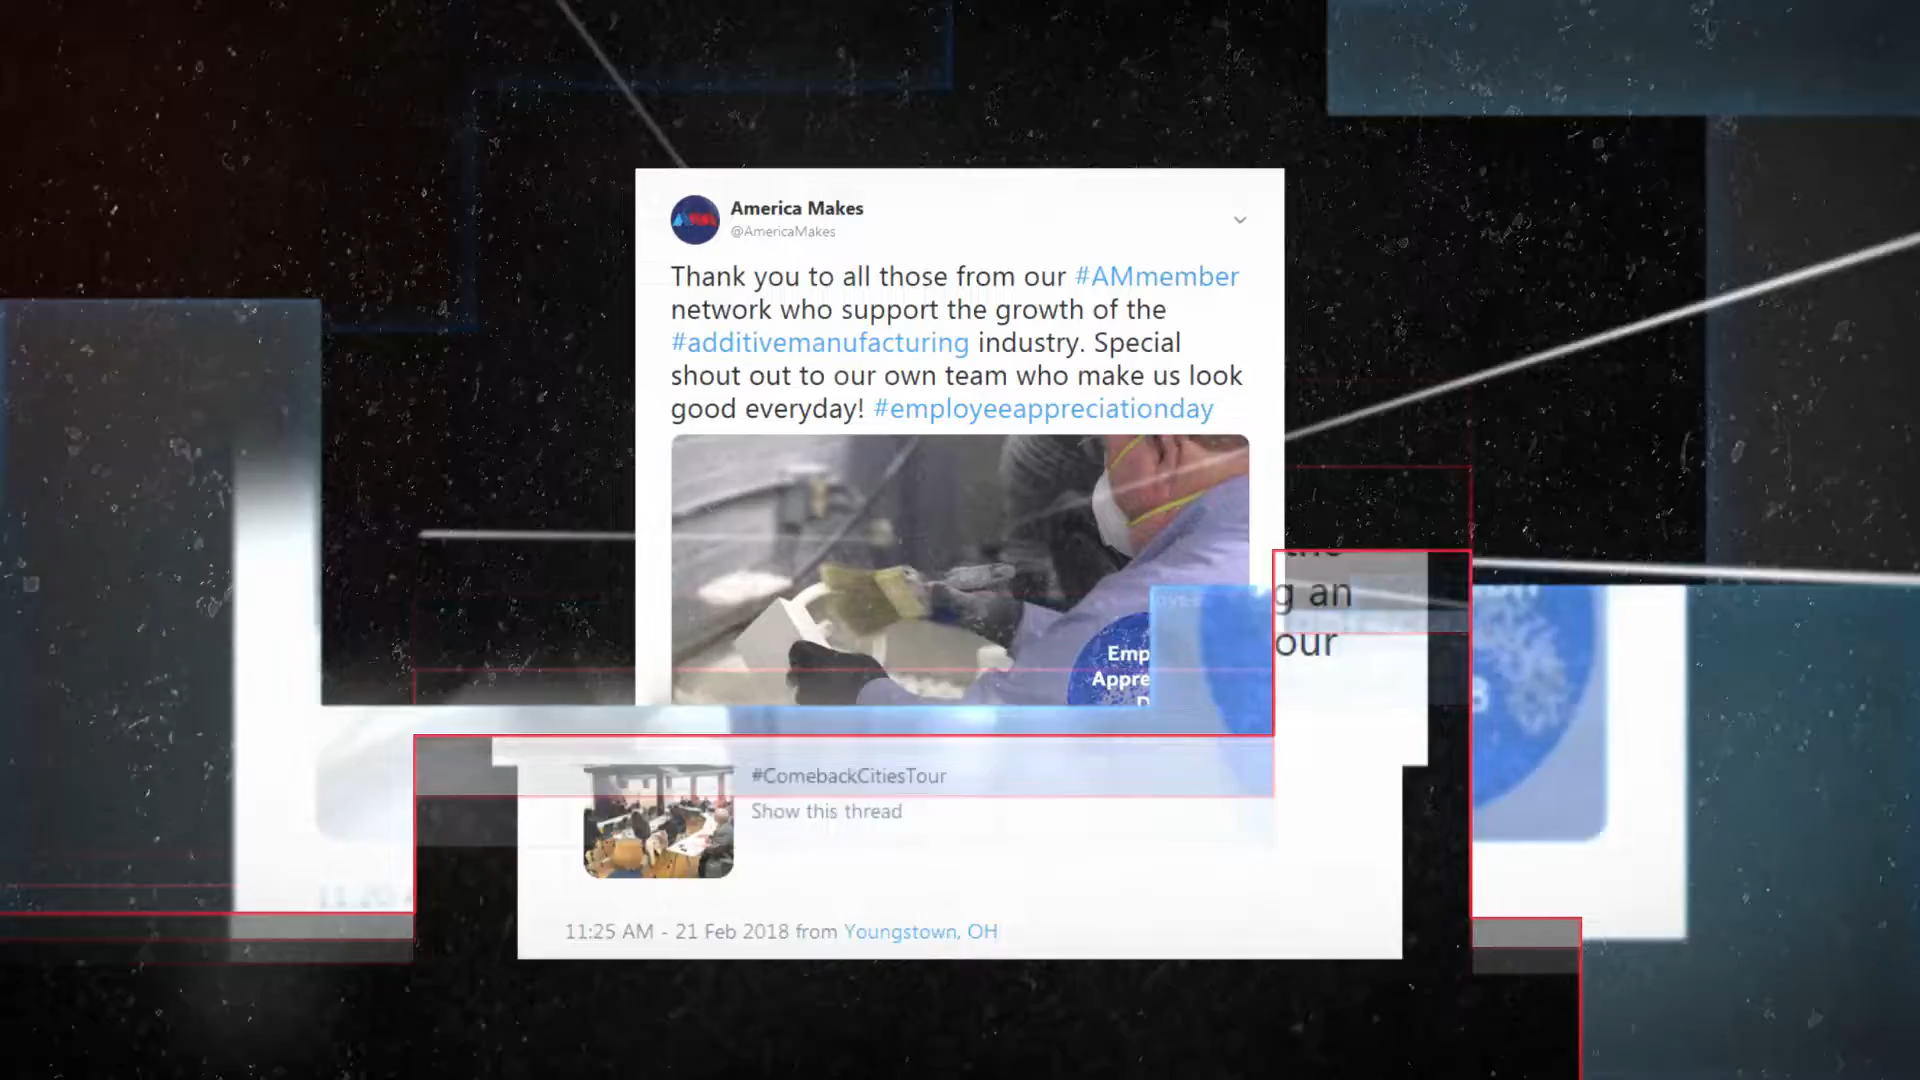 America Makes
@AmericaMakes
Thank you to all those from our #AMmember
network who support the growth of the
#additivemanufacturing industry. Special
shout out to our own team who make us look
good everyday! #employeeappreciationday
g an
our
Emp
Appre
D
#ComebackCitiesTour
Show this thread
11:25 AM - 21 Feb 2018 from Youngstown, OH